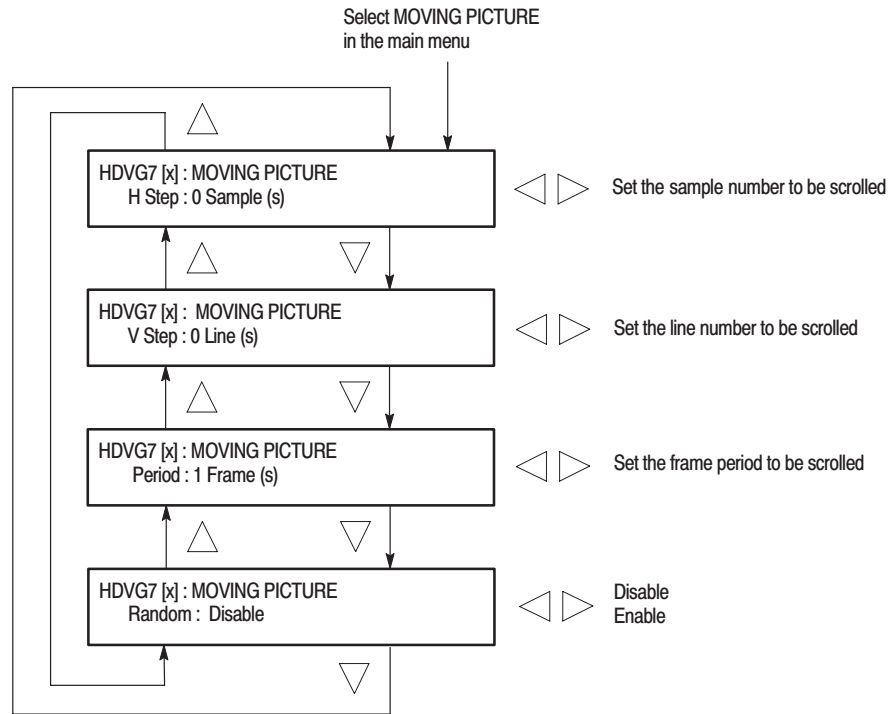 Select MOVING PICTURE
in the main menu
HDVG7 [x] : MOVING PICTURE
H Step : 0 Sample (s)
Set the sample number to be scrolled
HDVG7 [x] : MOVING PICTURE
V Step : 0 Line (s)
Set the line number to be scrolled
HDVG7 [x] : MOVING PICTURE
Period : 1 Frame (s)
Set the frame period to be scrolled
HDVG7 [x] : MOVING PICTURE
Random : Disable
Disable
Enable